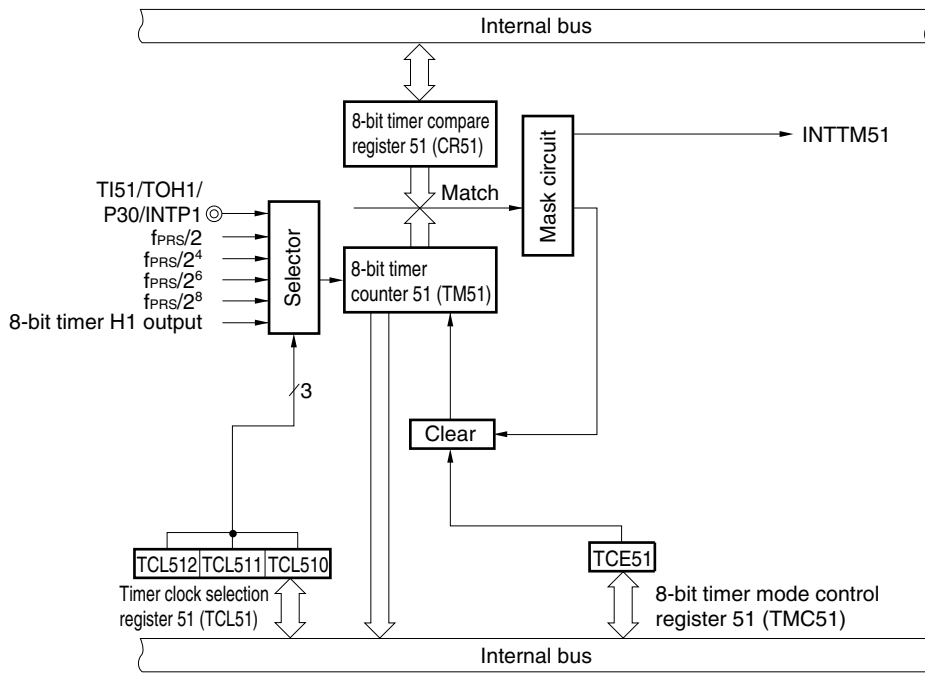 Internal bus
8-bit timer compare
register 51 (CR51)
Mask circuit
INTTM51
Match
TI51/TOH1/
P30/INTP1
fPRS/2
fPRS/2⁴
fPRS/2⁶
fPRS/2⁸
8-bit timer H1 output
Selector
8-bit timer
counter 51 (TM51)
3
Clear
TCL512 TCL511 TCL510
Timer clock selection
register 51 (TCL51)
TCE51
8-bit timer mode control
register 51 (TMC51)
Internal bus